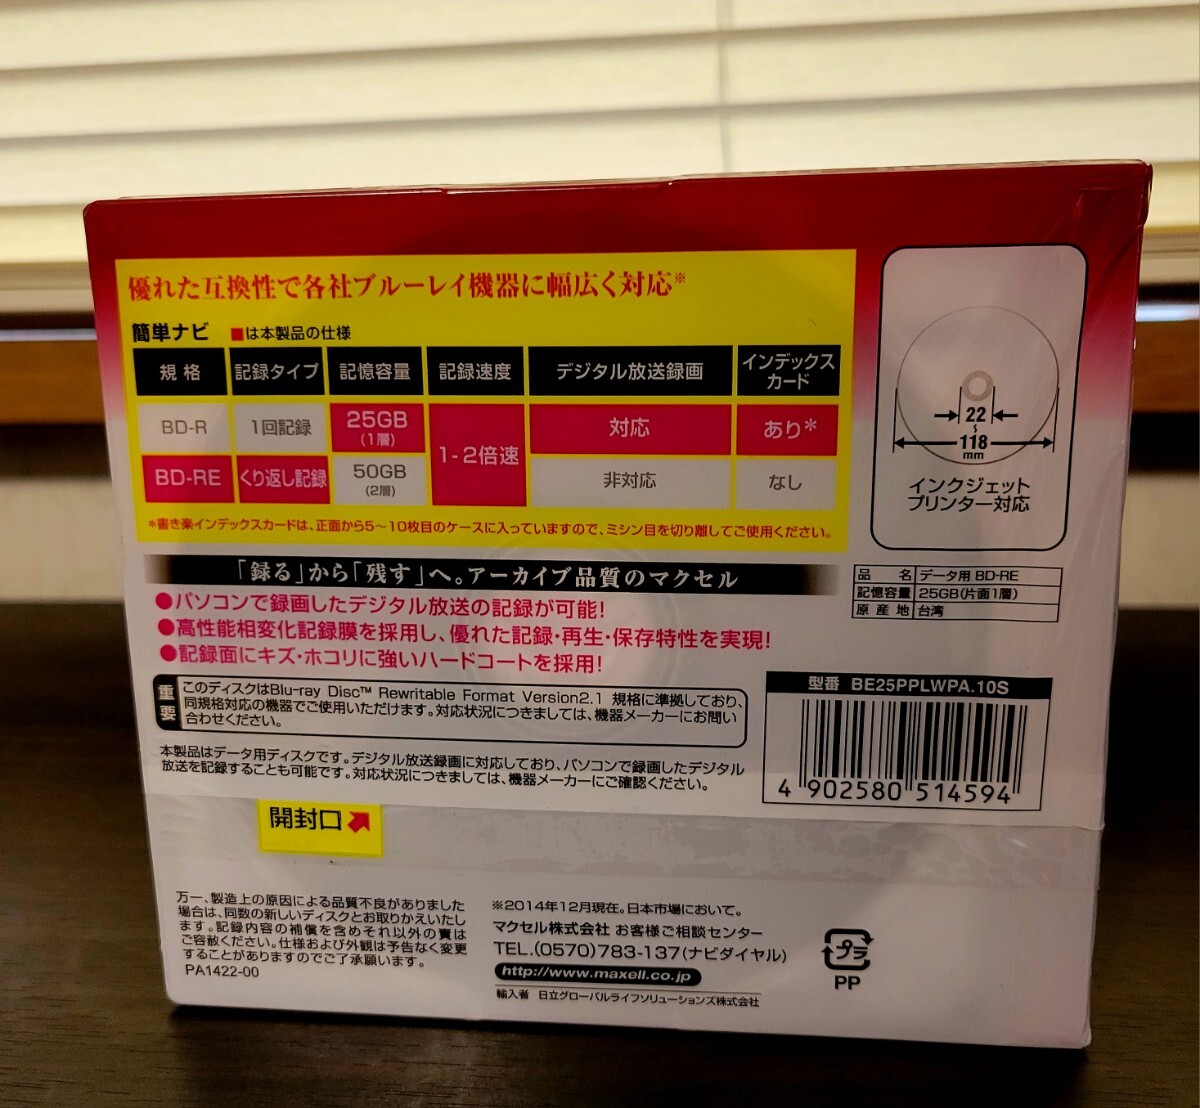 優れた互換性で各社ブルーレイ機器に幅広く対応※
簡単ナビ ■は本製品の仕様
規格 記録タイプ 記憶容量 記録速度 デジタル放送録画 インデックスカード
BD-R 1回記録 25GB(1層) 1-2倍速 対応 あり*
BD-RE くり返し記録 50GB(2層) 非対応 なし
*書き楽インデックスカードは、正面から5〜10枚目のケースに入っていますので、ミシン目を切り離してご使用ください。
22
〜
118
mm
インクジェット
プリンター対応
「録る」から「残す」へ。アーカイブ品質のマクセル
●パソコンで録画したデジタル放送の記録が可能!
●高性能相変化記録膜を採用し、優れた記録・再生・保存特性を実現!
●記録面にキズ・ホコリに強いハードコートを採用!
品名 データ用 BD-RE
記憶容量 25GB(片面1層)
原産地 台湾
重要
このディスクはBlu-ray Disc™ Rewritable Format Version2.1 規格に準拠しており、
同規格対応の機器でご使用いただけます。対応状況につきましては、機器メーカーにお問い
合わせください。
本製品はデータ用ディスクです。デジタル放送録画に対応しており、パソコンで録画したデジタル
放送を記録することも可能です。対応状況につきましては、機器メーカーにご確認ください。
型番 BE25PPLWPA.10S
4 902580 514594
開封口
万一、製造上の原因による品質不良がありました
場合は、同数の新しいディスクとお取りかえいたし
ます。記録内容の補償を含めそれ以外の責は
ご容赦ください。仕様および外観は予告なく変更
することがありますのでご了承願います。
PA1422-00
※2014年12月現在。日本市場において。
マクセル株式会社 お客様ご相談センター
TEL.(0570)783-137(ナビダイヤル)
http://www.maxell.co.jp
輸入者 日立グローバルライフソリューションズ株式会社
プラ
PP